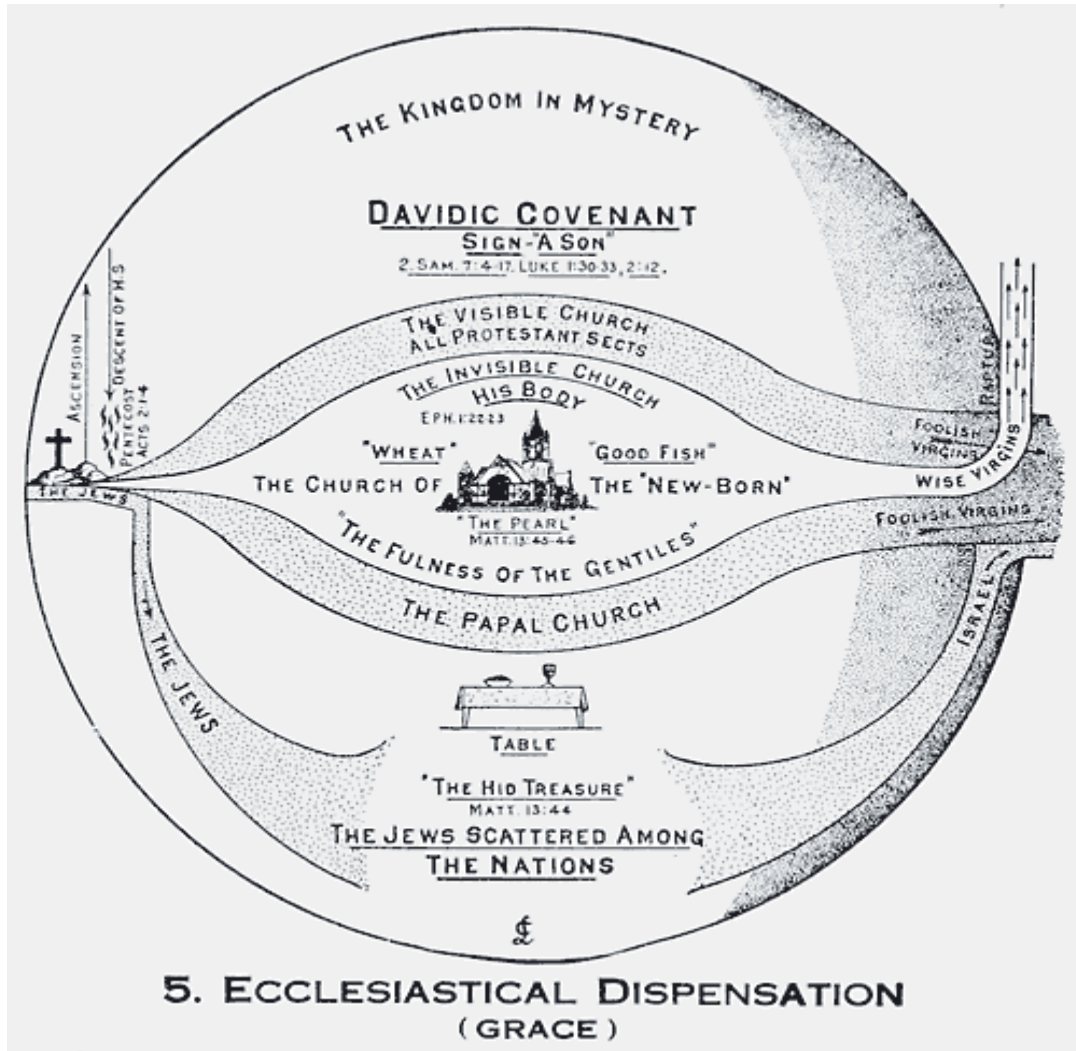 THE KINGDOM IN MYSTERY
DAVIDIC COVENANT
SIGN-"A SON"
2. SAM. 7:4-17. LUKE 1:30-33, 2:12.
THE VISIBLE CHURCH
ALL PROTESTANT SECTS
THE INVISIBLE CHURCH
HIS BODY
EPH. 1:22-23
ASCENSION
DESCENT OF H.S
PENTECOST
ACTS 2:1-4
THE JEWS
"WHEAT"
"GOOD FISH"
THE CHURCH OF THE "NEW-BORN"
"THE PEARL"
MATT. 13:45-46
"THE FULNESS OF THE GENTILES"
THE PAPAL CHURCH
RAPTURE
FOOLISH
VIRGINS
WISE VIRGINS
FOOLISH VIRGINS
ISRAEL
THE JEWS
TABLE
"THE HID TREASURE"
MATT. 13:44
THE JEWS SCATTERED AMONG
THE NATIONS
5. ECCLESIASTICAL DISPENSATION
(GRACE)